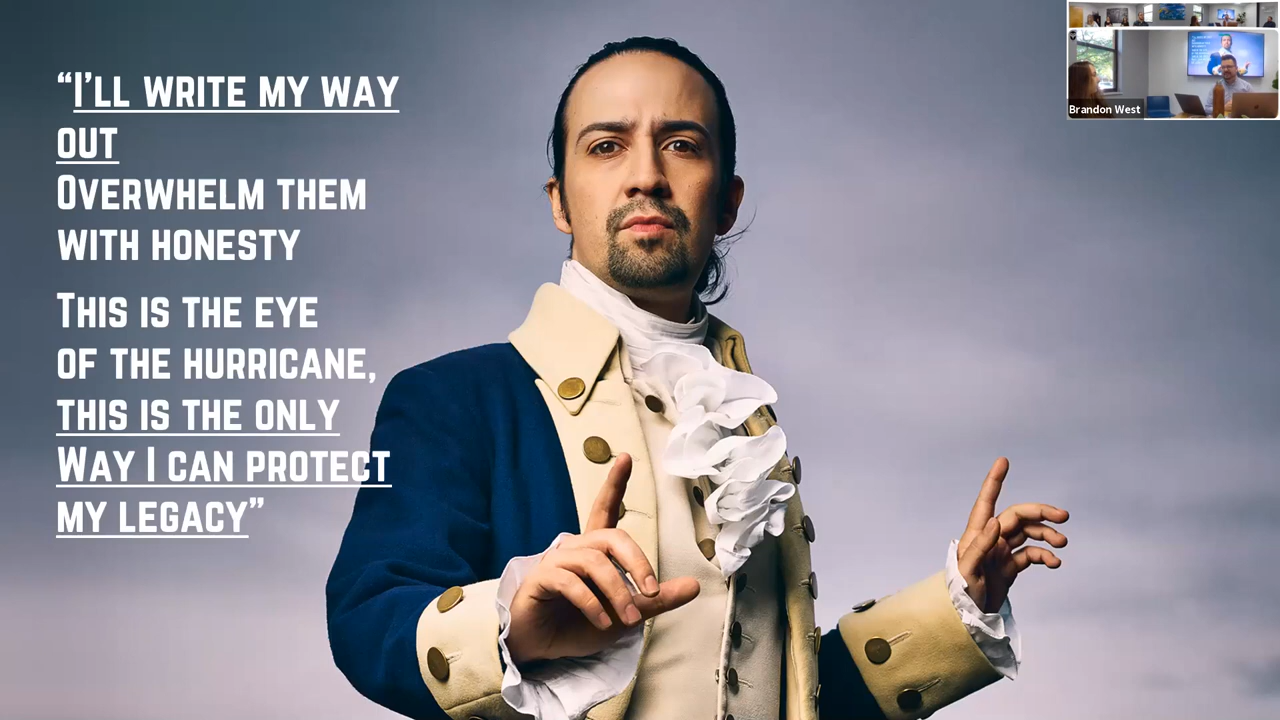 “I’LL WRITE MY WAY
OUT
OVERWHELM THEM
WITH HONESTY
THIS IS THE EYE
OF THE HURRICANE,
THIS IS THE ONLY
WAY I CAN PROTECT
MY LEGACY”
Brandon West